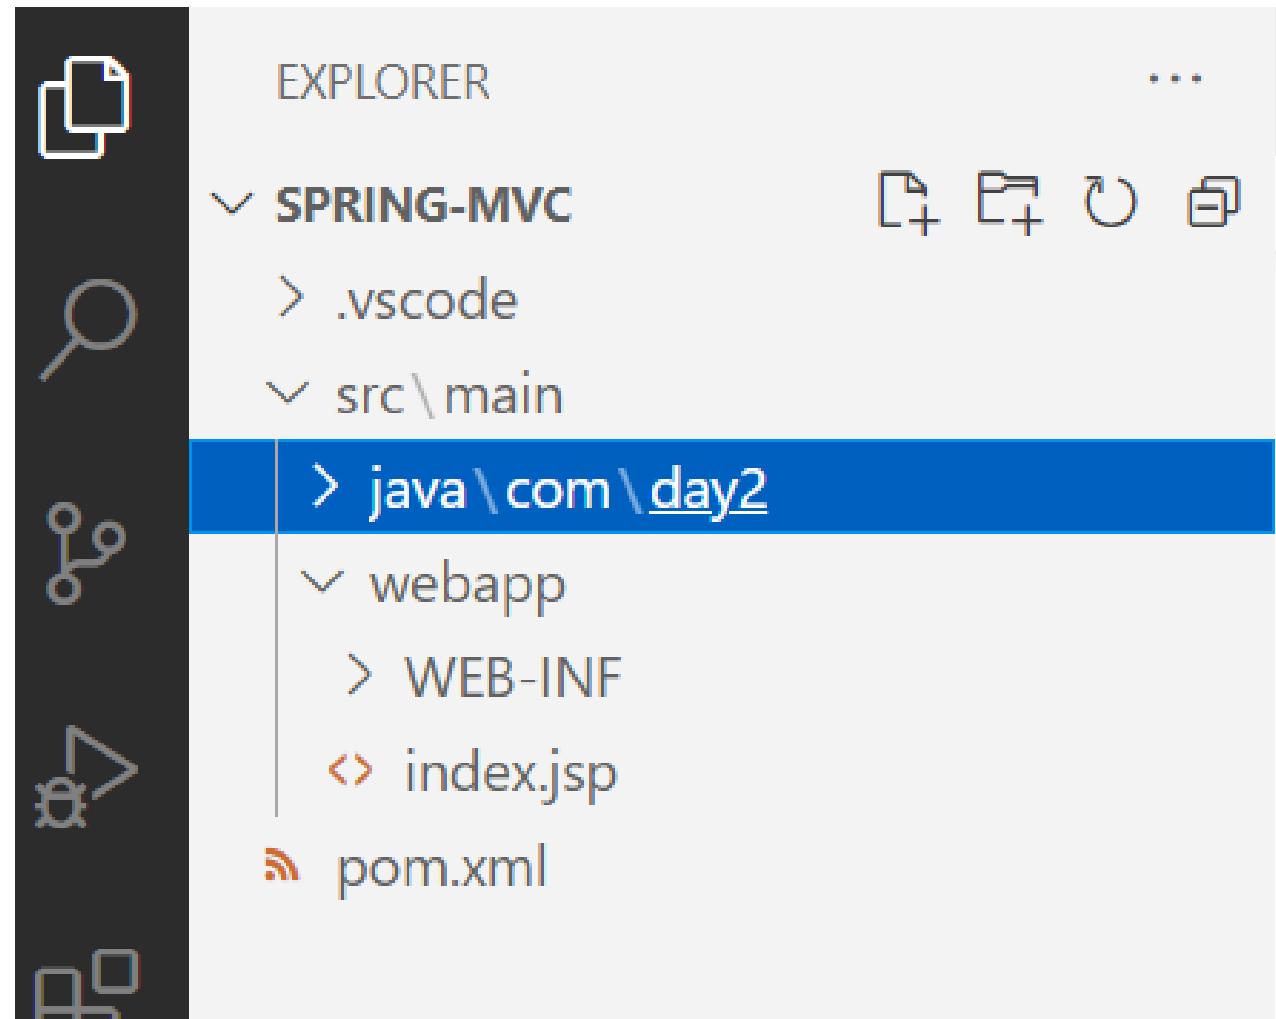 EXPLORER
SPRING-MVC
.vscode
src\main
java\com\day2
webapp
WEB-INF
index.jsp
pom.xml